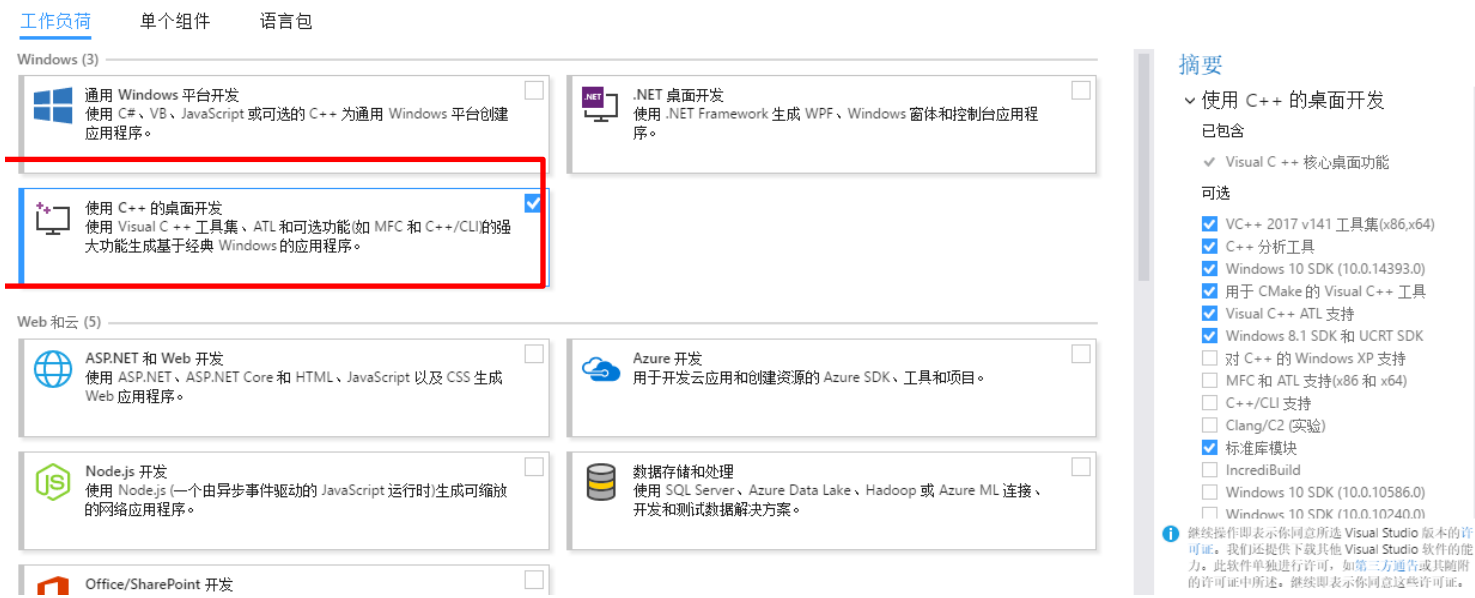 工作负荷 单个组件 语言包
Windows (3)
通用 Windows 平台开发
使用 C#、VB、JavaScript 或可选的 C++ 为通用 Windows 平台创建
应用程序。
.NET
.NET 桌面开发
使用 .NET Framework 生成 WPF、Windows 窗体和控制台应用程
序。
使用 C++ 的桌面开发
使用 Visual C ++ 工具集、ATL 和可选功能(如 MFC 和 C++/CLI)的强
大功能生成基于经典 Windows 的应用程序。
Web 和云 (5)
ASP.NET 和 Web 开发
使用 ASP.NET、ASP.NET Core 和 HTML、JavaScript 以及 CSS 生成
Web 应用程序。
Azure 开发
用于开发云应用和创建资源的 Azure SDK、工具和项目。
JS
Node.js 开发
使用 Node.js (一个由异步事件驱动的 JavaScript 运行时)生成可缩放
的网络应用程序。
数据存储和处理
使用 SQL Server、Azure Data Lake、Hadoop 或 Azure ML 连接、
开发和测试数据解决方案。
Office/SharePoint 开发
摘要
使用 C++ 的桌面开发
已包含
Visual C ++ 核心桌面功能
可选
VC++ 2017 v141 工具集(x86,x64)
C++ 分析工具
Windows 10 SDK (10.0.14393.0)
用于 CMake 的 Visual C++ 工具
Visual C++ ATL 支持
Windows 8.1 SDK 和 UCRT SDK
对 C++ 的 Windows XP 支持
MFC 和 ATL 支持(x86 和 x64)
C++/CLI 支持
Clang/C2 (实验)
标准库模块
IncrediBuild
Windows 10 SDK (10.0.10586.0)
Windows 10 SDK (10.0.10240.0)
继续操作即表示你同意所选 Visual Studio 版本的许
可证。我们还提供下载其他 Visual Studio 软件的能
力。此软件单独进行许可，如第三方通告或其随附
的许可证中所述。继续即表示你同意这些许可证。